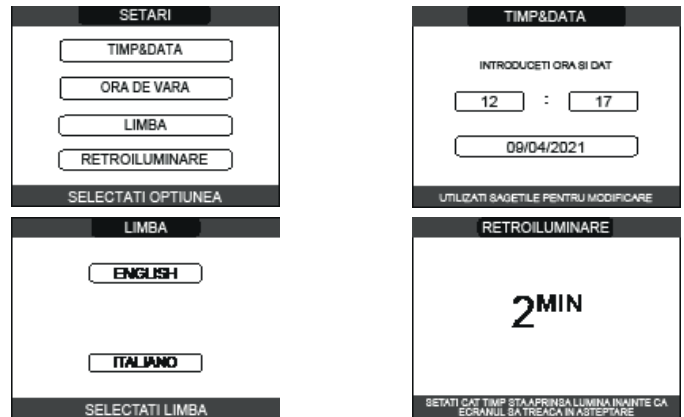 SETARI
TIMP&DATA
ORA DE VARA
LIMBA
RETROILUMINARE
SELECTATI OPTIUNEA
TIMP&DATA
INTRODUCETI ORA SI DAT
12 : 17
09/04/2021
UTILIZATI SAGETILE PENTRU MODIFICARE
LIMBA
ENGLISH
ITALIANO
SELECTATI LIMBA
RETROILUMINARE
2MIN
SETATI CAT TIMP STA APRINSA LUMINA INAINTE CA
ECRANUL SA TREACA IN ASTEPTARE